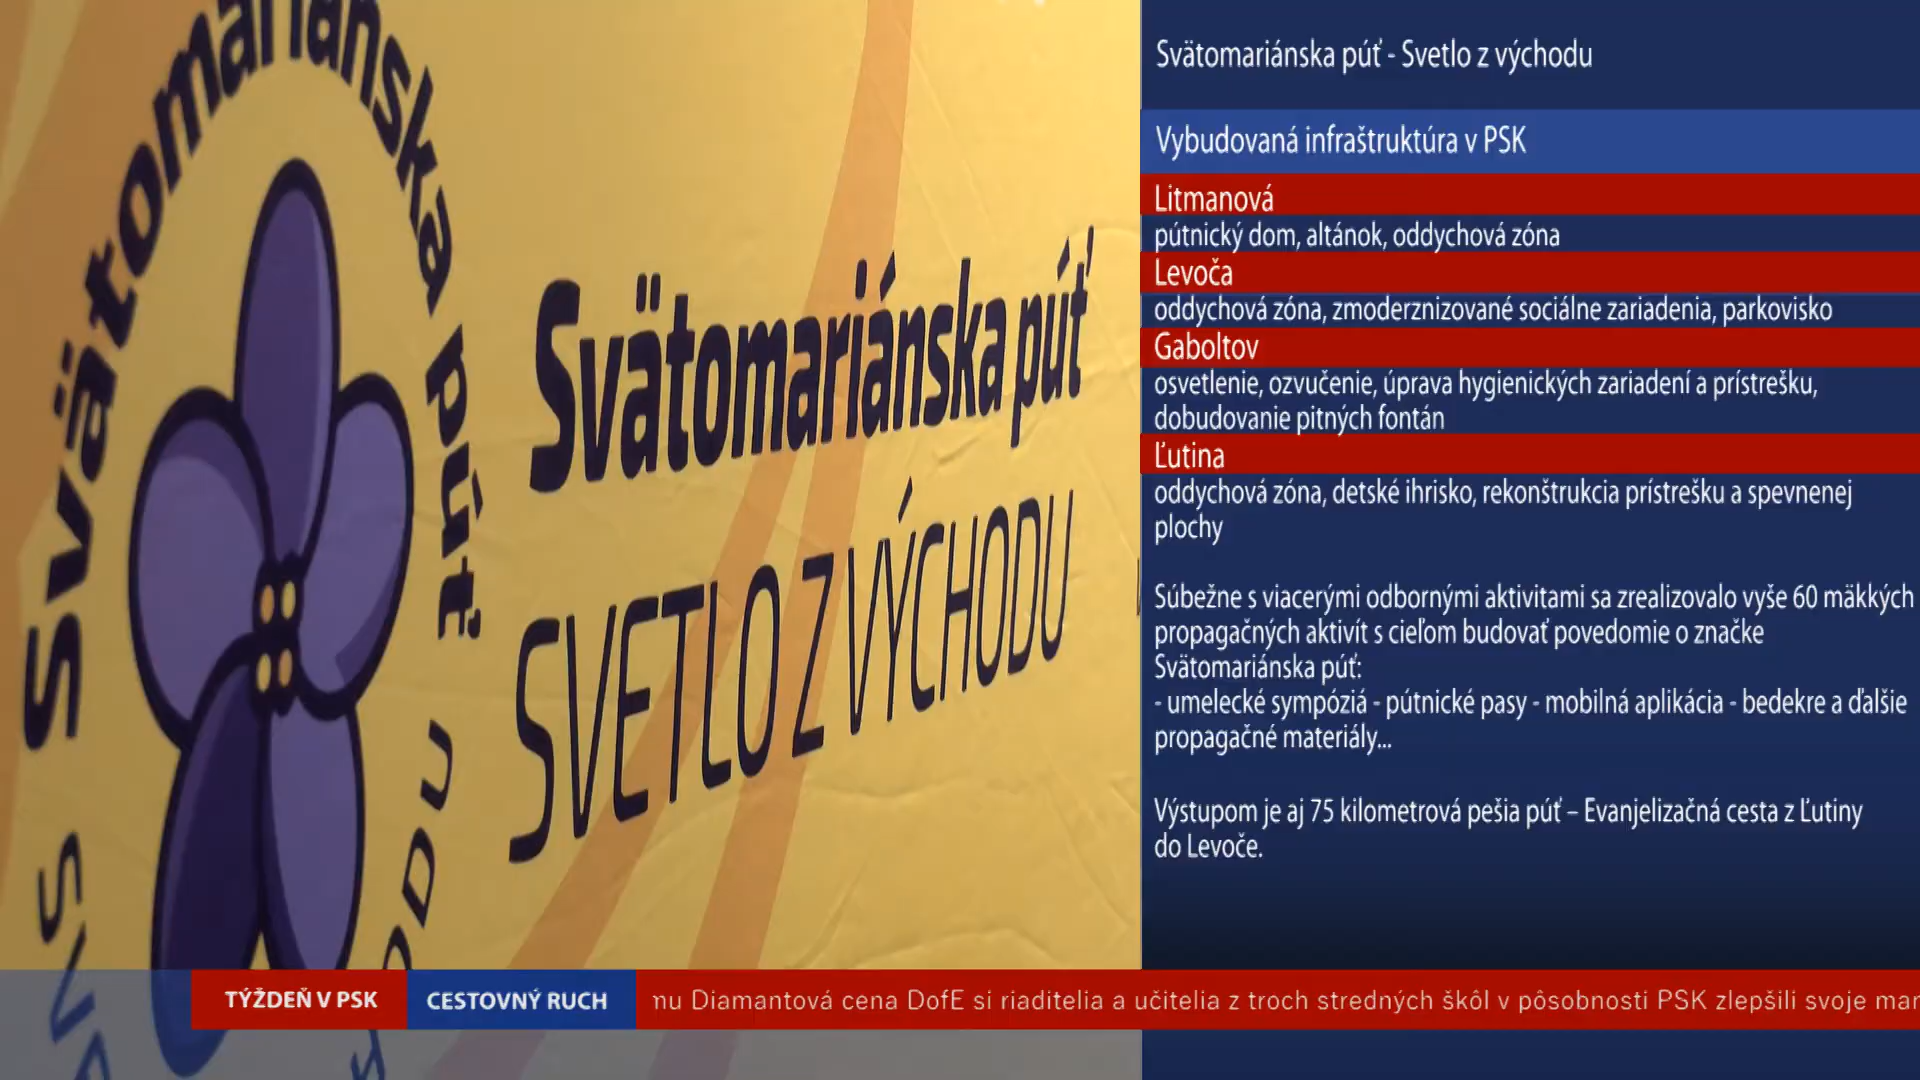 Svätomariánska púť
Svätomariánska púť
SVETLO Z VÝCHODU
Svätomariánska púť - Svetlo z východu
Vybudovaná infraštruktúra v PSK
Litmanová
pútnický dom, altánok, oddychová zóna
Levoča
oddychová zóna, zmoderznizované sociálne zariadenia, parkovisko
Gaboltov
osvetlenie, ozvučenie, úprava hygienických zariadení a prístrešku,
dobudovanie pitných fontán
Ľutina
oddychová zóna, detské ihrisko, rekonštrukcia prístrešku a spevnenej
plochy
Súbežne s viacerými odbornými aktivitami sa zrealizovalo vyše 60 mäkkých
propagačných aktivít s cieľom budovať povedomie o značke
Svätomariánska púť:
- umelecké sympóziá - pútnické pasy - mobilná aplikácia - bedekre a ďalšie
propagačné materiály...
Výstupom je aj 75 kilometrová pešia púť – Evanjelizačná cesta z Ľutiny
do Levoče.
TÝŽDEŇ V PSK
CESTOVNÝ RUCH
Diamantová cena DofE si riaditelia a učitelia z troch stredných škôl v pôsobnosti PSK zlepšili svoje